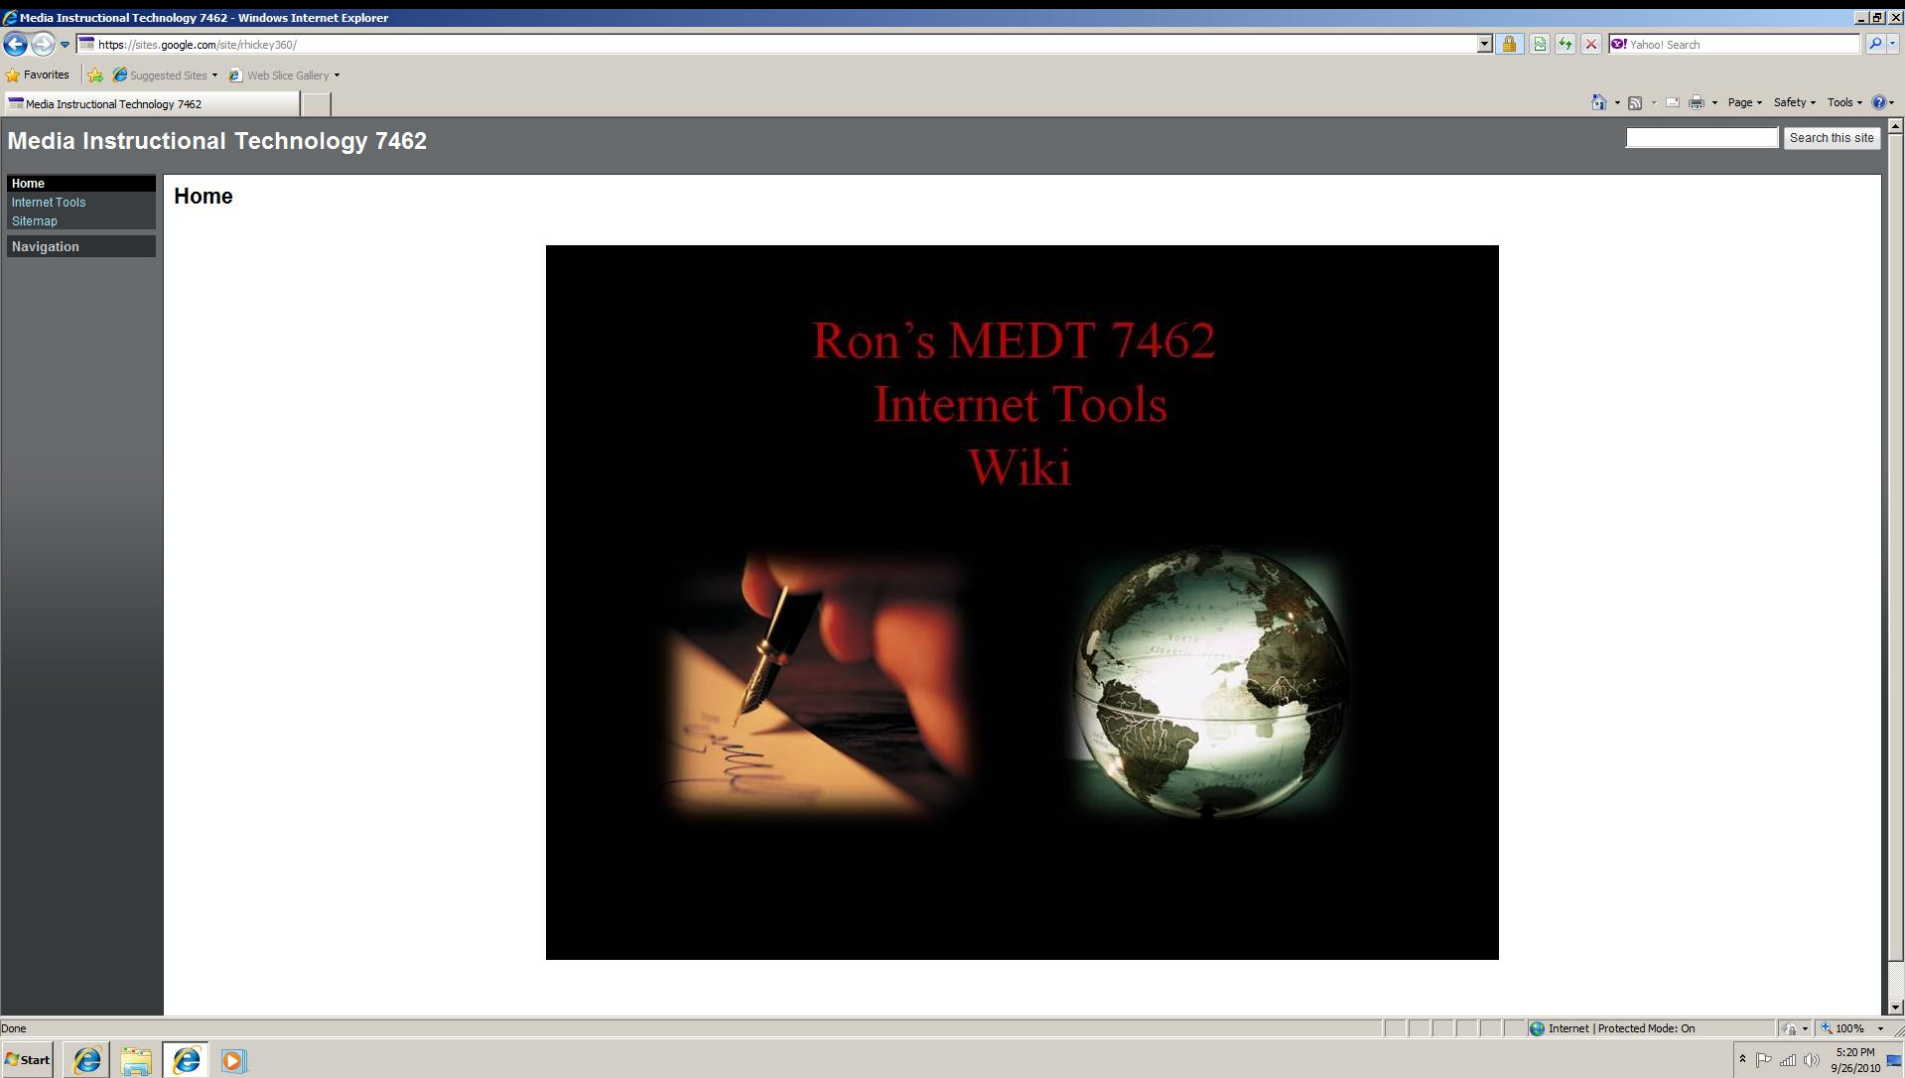 Media Instructional Technology 7462 - Windows Internet Explorer
https://sites.google.com/site/rhickey360/
Yahoo! Search
Favorites Suggested Sites Web Slice Gallery
Media Instructional Technology 7462
Page Safety Tools
Media Instructional Technology 7462
Search this site
Home
Internet Tools
Sitemap
Navigation
Home
Ron’s MEDT 7462
Internet Tools
Wiki
Done
Internet | Protected Mode: On
100%
Start
5:20 PM
9/26/2010